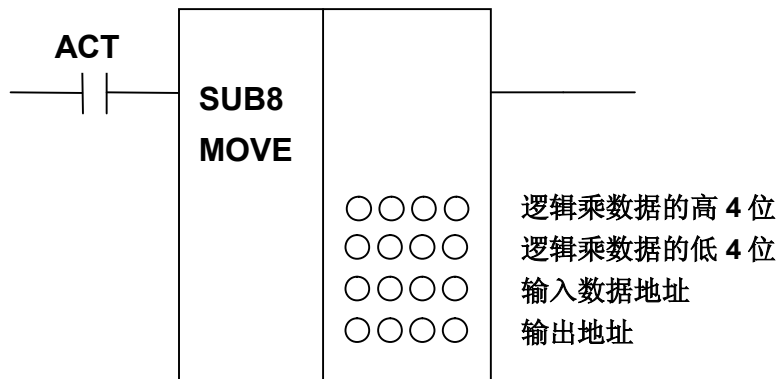 ACT
SUB8
MOVE
逻辑乘数据的高 4 位
逻辑乘数据的低 4 位
输入数据地址
输出地址